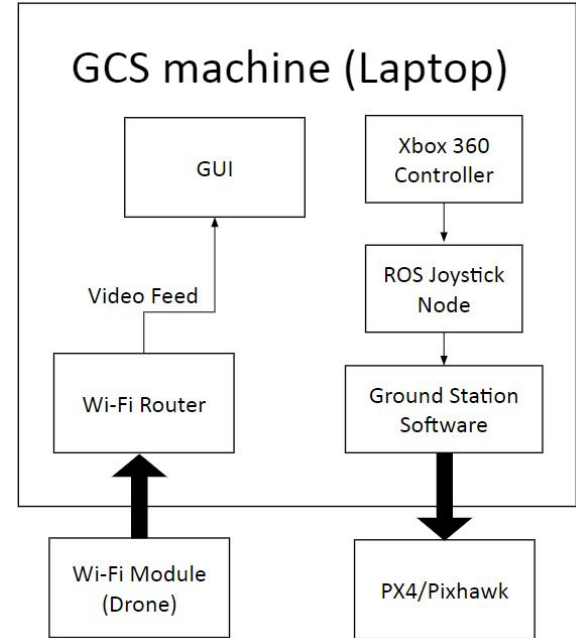 GCS machine (Laptop)
GUI
Xbox 360
Controller
Video Feed
ROS Joystick
Node
Wi-Fi Router
Ground Station
Software
Wi-Fi Module
(Drone)
PX4/Pixhawk